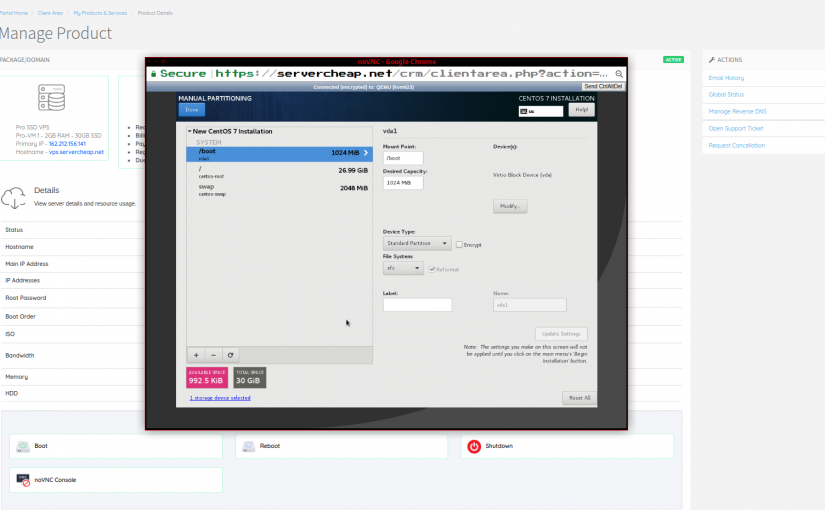 Portal Home / Client Area / My Products & Services / Product Details
Manage Product
PACKAGE/DOMAIN
ACTIVE
Pro SSD VPS
Pro-VM 1 - 2GB RAM - 30GB SSD
Primary IP - 162.212.156.141
Hostname - vps.servercheap.net
Details
View server details and resource usage.
Status
Hostname
Main IP Address
IP Addresses
Root Password
Boot Order
ISO
Bandwidth
Memory
HDD
Boot
Reboot
Shutdown
noVNC Console
noVNC - Google Chrome
Secure | https://servercheap.net/crm/clientarea.php?action=...
Connected (encrypted) to: QEMU (kvm623)
Send CtrlAltDel
MANUAL PARTITIONING
Done
CENTOS 7 INSTALLATION
us
Help!
New CentOS 7 Installation
SYSTEM
/boot
vda1
1024 MiB
/
centos-root
26.99 GiB
swap
centos-swap
2048 MiB
+ −
AVAILABLE SPACE
992.5 KiB
TOTAL SPACE
30 GiB
1 storage device selected
vda1
Mount Point:
/boot
Device(s):
Desired Capacity:
1024 MiB
Virtio Block Device (vda)
Modify...
Device Type:
Standard Partition
Encrypt
File System:
xfs
Reformat
Label:
Name:
vda1
Update Settings
Note: The settings you make on this screen will not
be applied until you click on the main menu's 'Begin
Installation' button.
Reset All
ACTIONS
Email History
Global Status
Manage Reverse DNS
Open Support Ticket
Request Cancellation